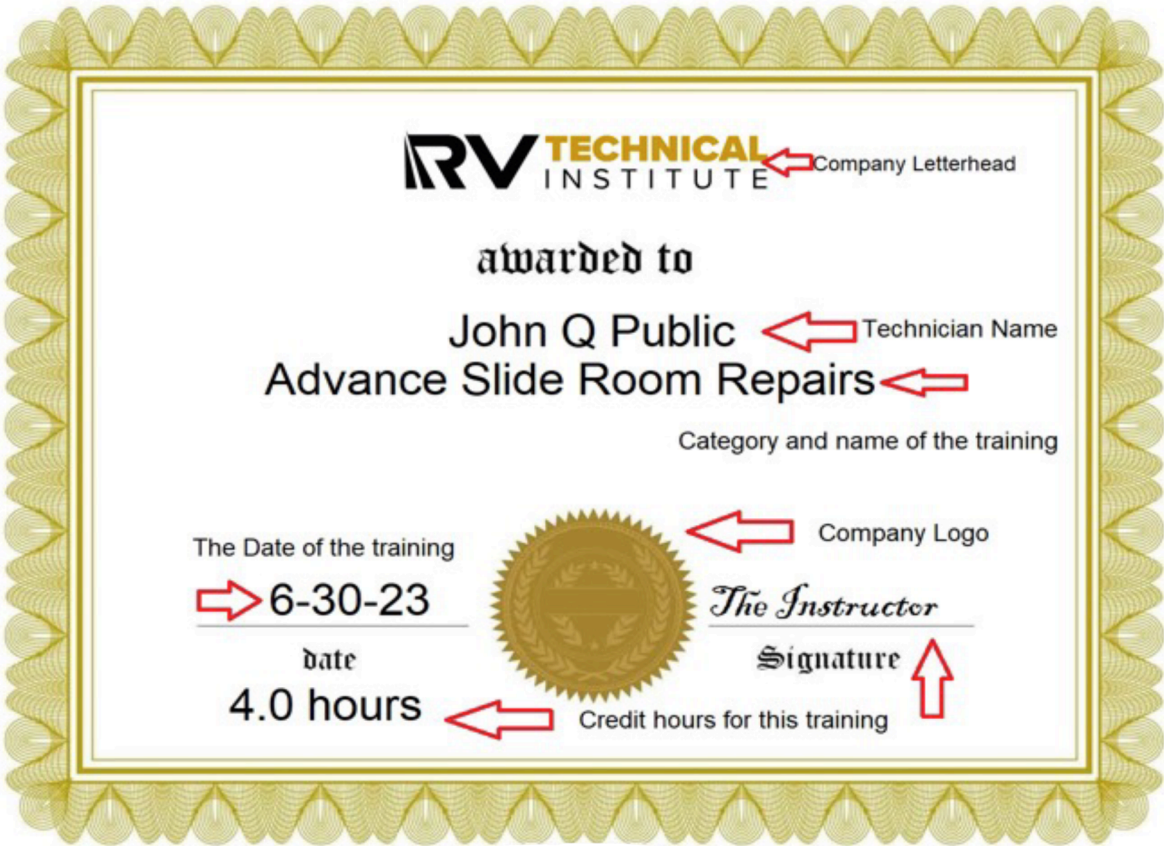 RV TECHNICAL
INSTITUTE
Company Letterhead
awarded to
John Q Public
Technician Name
Advance Slide Room Repairs
Category and name of the training
Company Logo
The Date of the training
6-30-23
The Instructor
date
Signature
4.0 hours
Credit hours for this training